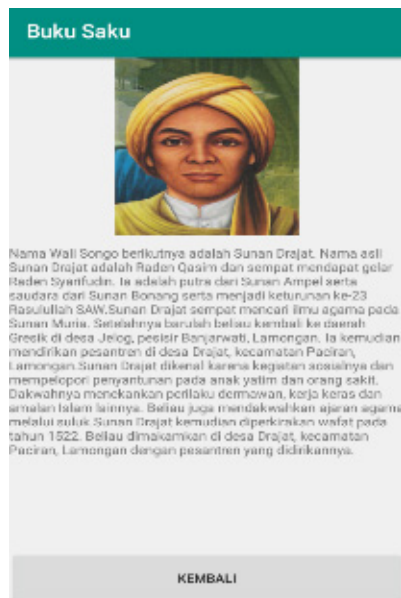 Buku Saku
Nama Wali Songo berikutnya adalah Sunan Drajat. Nama asli
Sunan Drajat adalah Raden Qasim dan sempat mendapat gelar
Raden Syarifudin. Ia adalah putra dari Sunan Ampel serta
saudara dari Sunan Bonang serta menjadi keturunan ke-23
Rasulullah SAW.Sunan Drajat sempat mencari ilmu agama pada
Sunan Muria. Setelahnya barulah beliau kembali ke daerah
Gresik di desa Jelog, pesisir Banjarwati, Lamongan. Ia kemudian
mendirikan pesantren di desa Drajat, kecamatan Paciran,
Lamongan.Sunan Drajat dikenal karena kegiatan sosialnya dan
mempelopori penyantunan pada anak yatim dan orang sakit.
Dakwahnya menekankan perilaku dermawan, kerja keras dan
amalan Islam lainnya. Beliau juga mendakwahkan ajaran agama
melalui suluk Sunan Drajat kemudian diperkirakan wafat pada
tahun 1522. Beliau dimakamkan di desa Drajat, kecamatan
Paciran, Lamongan dengan pesantren yang didirikannya.
KEMBALI